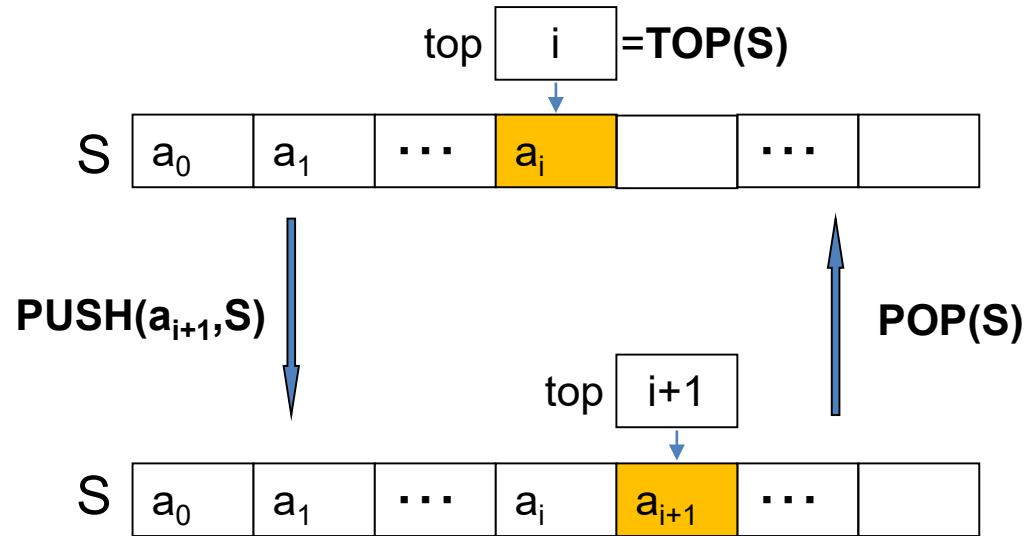 top i =TOP(S)
S a₀ a₁ ··· aᵢ ···
PUSH(aᵢ₊₁,S) POP(S)
top i+1
S a₀ a₁ ··· aᵢ aᵢ₊₁ ···